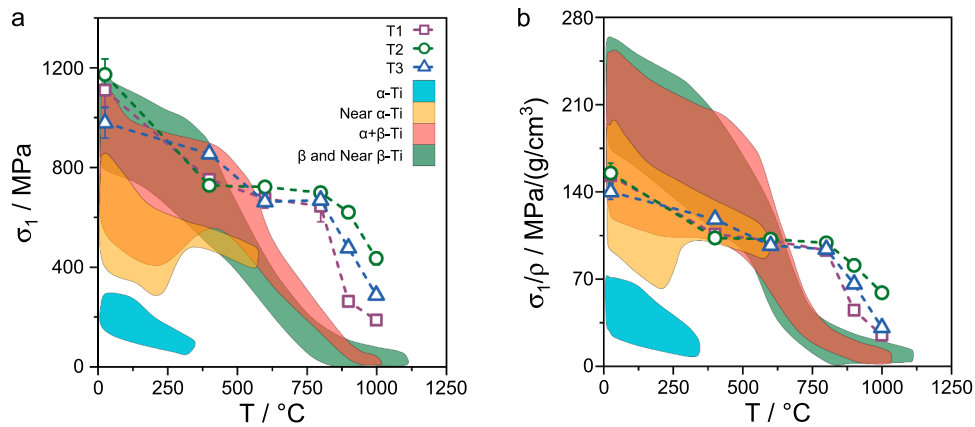 a
T1
T2
T3
α-Ti
Near α-Ti
α+β-Ti
β and Near β-Ti
1200
800
400
0
0
250
500
750
1000
1250
σ₁ / MPa
T / °C
b
280
210
140
70
0
0
250
500
750
1000
1250
σ₁/ρ / MPa/(g/cm³)
T / °C